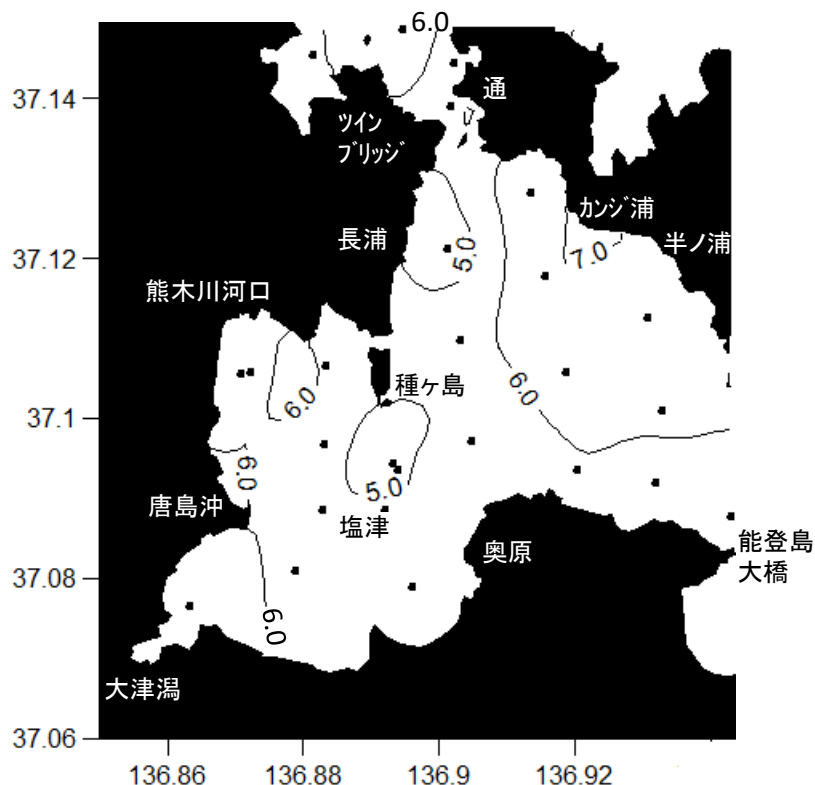 6.0
37.14
通
ツイン
ブリッジ
カンジ浦
長浦
5.0
7.0
半ノ浦
37.12
熊木川河口
種ヶ島
6.0
6.0
37.1
6.0
5.0
唐島沖
塩津
奥原
能登島
大橋
37.08
6.0
大津潟
37.06
136.86
136.88
136.9
136.92